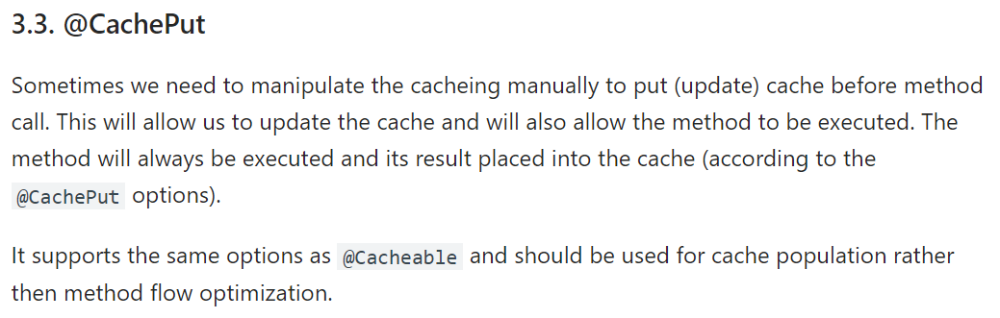 3.3. @CachePut
Sometimes we need to manipulate the cacheing manually to put (update) cache before method
call. This will allow us to update the cache and will also allow the method to be executed. The
method will always be executed and its result placed into the cache (according to the
@CachePut options).
It supports the same options as @Cacheable and should be used for cache population rather
then method flow optimization.